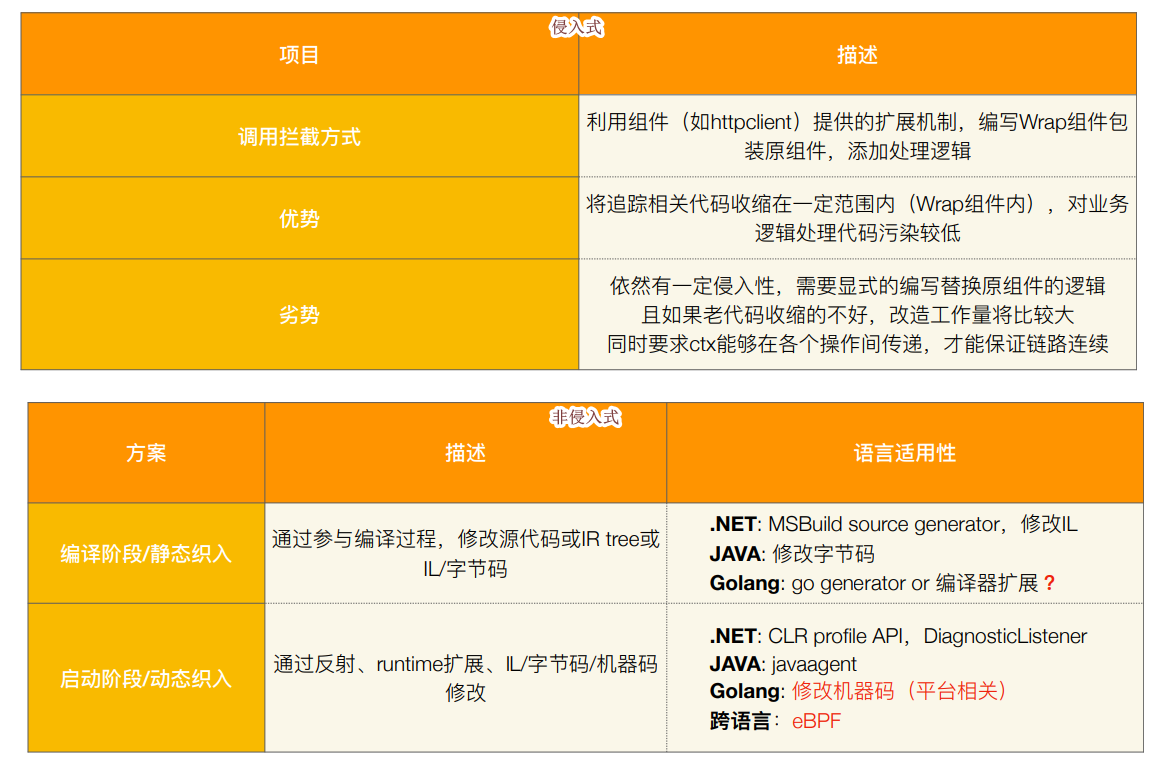 侵入式
项目
描述
调用拦截方式
利用组件（如httpclient）提供的扩展机制，编写Wrap组件包
装原组件，添加处理逻辑
优势
将追踪相关代码收缩在一定范围内（Wrap组件内），对业务
逻辑处理代码污染较低
劣势
依然有一定侵入性，需要显式的编写替换原组件的逻辑
且如果老代码收缩的不好，改造工作量将比较大
同时要求ctx能够在各个操作间传递，才能保证链路连续
非侵入式
方案
描述
语言适用性
编译阶段/静态织入
通过参与编译过程，修改源代码或IR tree或
IL/字节码
.NET: MSBuild source generator，修改IL
JAVA: 修改字节码
Golang: go generator or 编译器扩展？
启动阶段/动态织入
通过反射、runtime扩展、IL/字节码/机器码
修改
.NET: CLR profile API，DiagnosticListener
JAVA: javaagent
Golang: 修改机器码（平台相关）
跨语言：eBPF